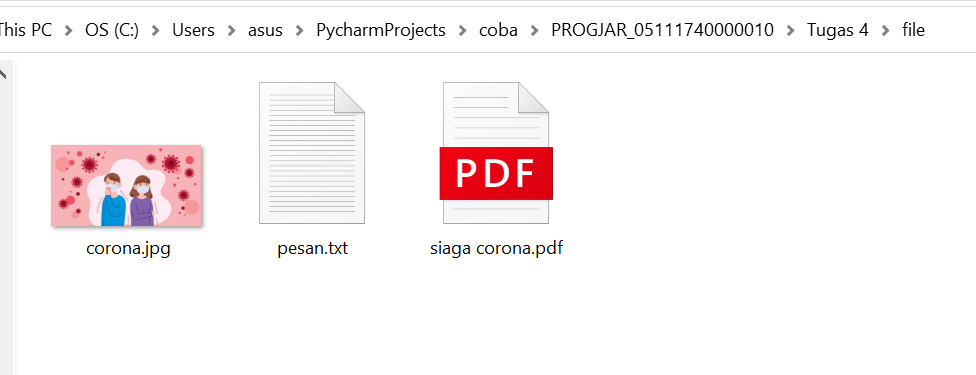 This PC > OS (C:) > Users > asus > PycharmProjects > coba > PROGJAR_05111740000010 > Tugas 4 > file
PDF
corona.jpg pesan.txt siaga corona.pdf